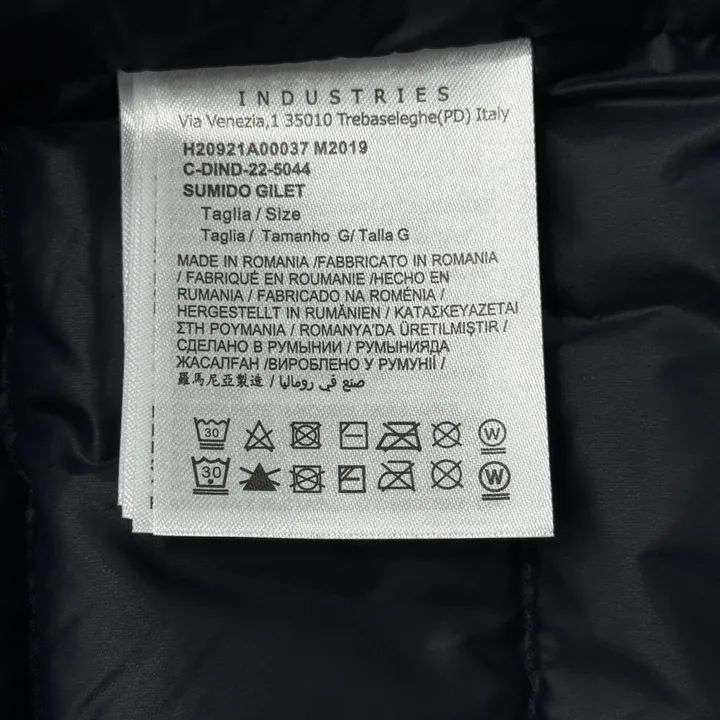 INDUSTRIES
Via Venezia,1 35010 Trebaseleghe(PD) Italy
H20921A00037 M2019
C-DIND-22-5044
SUMIDO GILET
Taglia / Size
Taglia / Tamanho G/ Talla G
MADE IN ROMANIA /FABBRICATO IN ROMANIA
/ FABRIQUÉ EN ROUMANIE /HECHO EN
RUMANIA / FABRICADO NA ROMÉNIA /
HERGESTELLT IN RUMÄNIEN / ΚΑΤΑΣΚΕΥΑΖΕΤΑΙ
ΣΤΗ ΡΟΥΜΑΝΙΑ / ROMANYA'DA ÜRETILMIŞTIR /
СДЕЛАНО В РУМЫНИИ / РУМЫНИЯДА
ЖАСАЛҒАН /ВИРОБЛЕНО У РУМУНІЇ /
羅馬尼亞製造 / صنع في رومانيا
30 W
30 W